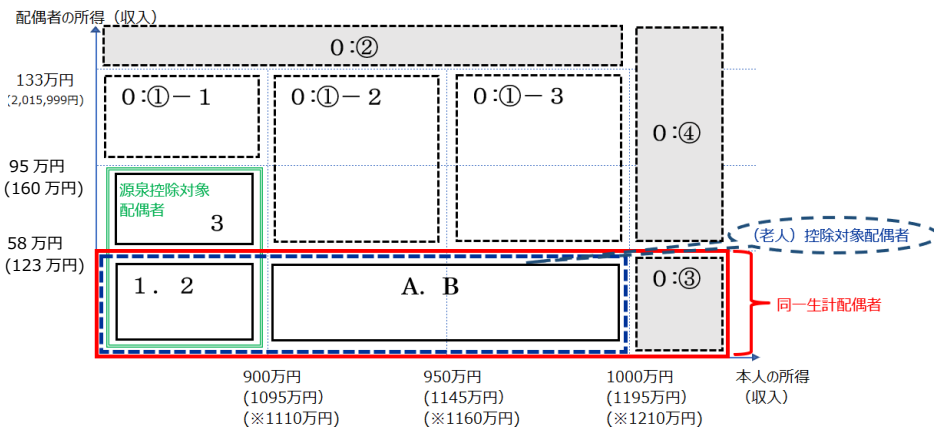 配偶者の所得（収入）
0:②
133万円
(2,015,999円)
0:①－1
0:①－2
0:①－3
0:④
95 万円
(160 万円)
源泉控除対象
配偶者
3
58 万円
(123 万円)
（老人）控除対象配偶者
1． 2
A．B
0:③
同一生計配偶者
900万円
(1095万円)
(※1110万円)
950万円
(1145万円)
(※1160万円)
1000万円
(1195万円)
(※1210万円)
本人の所得
（収入）